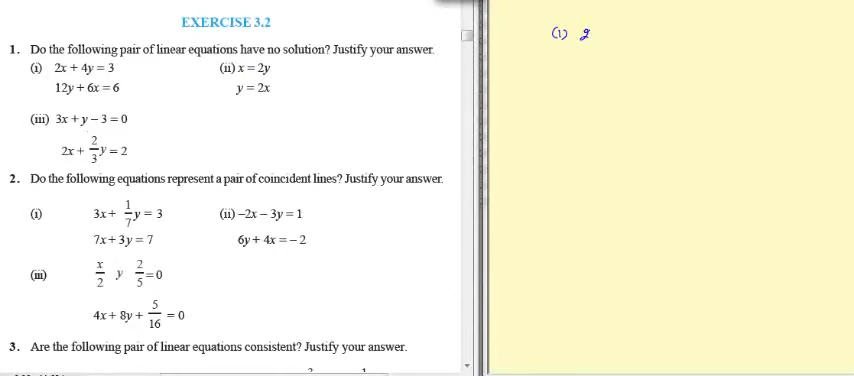 EXERCISE 3.2
1. Do the following pair of linear equations have no solution? Justify your answer.
(i) 2x + 4y = 3 (ii) x = 2y
12y + 6x = 6 y = 2x
(iii) 3x + y – 3 = 0
2x + 2/3 y = 2
2. Do the following equations represent a pair of coincident lines? Justify your answer.
(i) 3x + 1/7 y = 3 (ii) –2x – 3y = 1
7x + 3y = 7 6y + 4x = – 2
(iii) x/2 y 2/5 = 0
4x + 8y + 5/16 = 0
3. Are the following pair of linear equations consistent? Justify your answer.
(1)